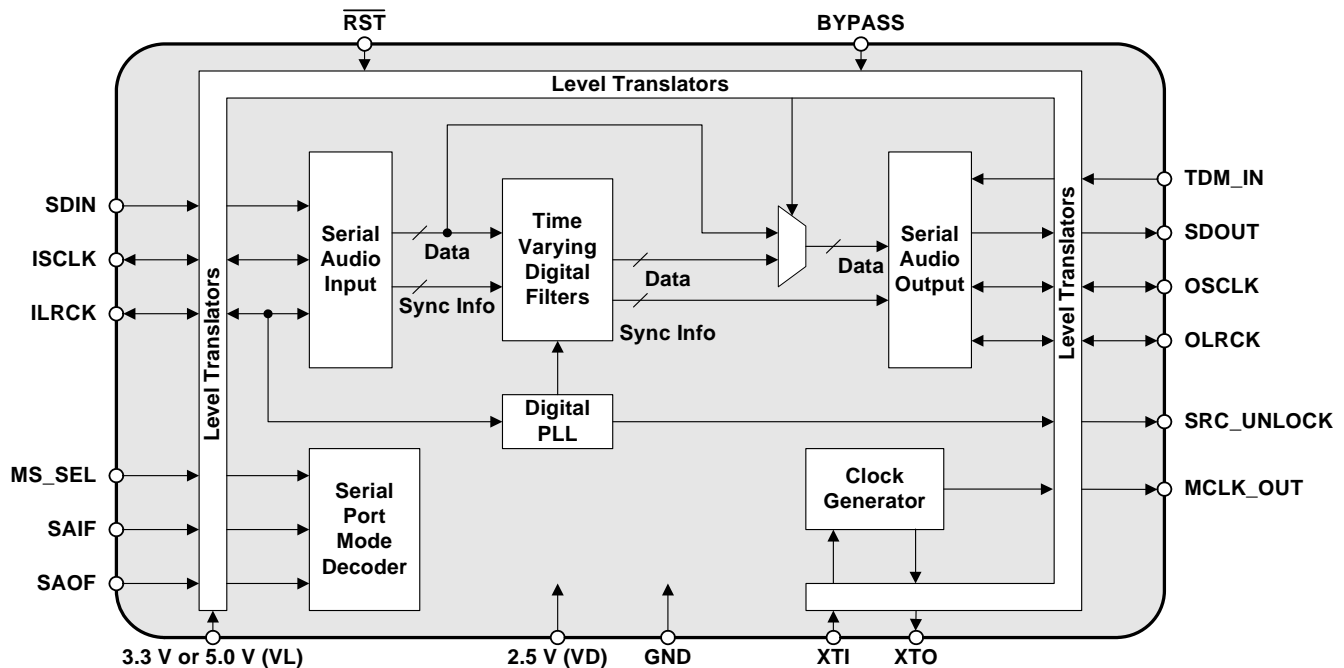 RST
BYPASS
Level Translators
SDIN
ISCLK
ILRCK
MS_SEL
SAIF
SAOF
Level Translators
Serial
Audio
Input
Data
Sync Info
Time
Varying
Digital
Filters
Data
Sync Info
Data
Serial
Audio
Output
Level Translators
TDM_IN
SDOUT
OSCLK
OLRCK
SRC_UNLOCK
MCLK_OUT
Digital
PLL
Serial
Port
Mode
Decoder
Clock
Generator
3.3 V or 5.0 V (VL)
2.5 V (VD)
GND
XTI
XTO